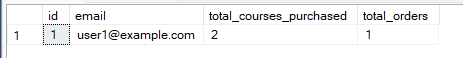 id email total_courses_purchased total_orders
1 1 user1@example.com 2 1